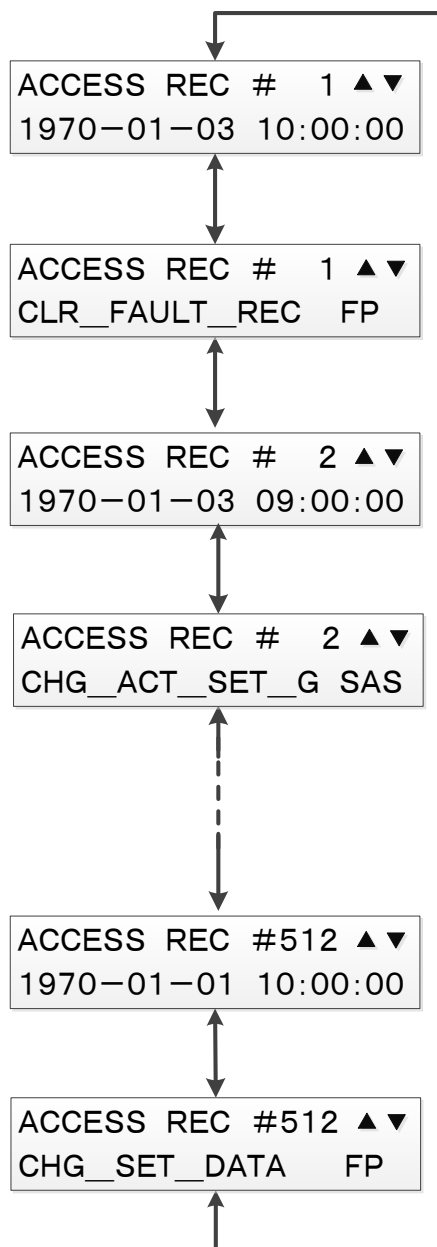 ACCESS REC # 1 ▲ ▼
1970−01−03 10:00:00
ACCESS REC # 1 ▲ ▼
CLR__FAULT__REC FP
ACCESS REC # 2 ▲ ▼
1970−01−03 09:00:00
ACCESS REC # 2 ▲ ▼
CHG__ACT__SET__G SAS
ACCESS REC #512 ▲ ▼
1970−01−01 10:00:00
ACCESS REC #512 ▲ ▼
CHG__SET__DATA FP